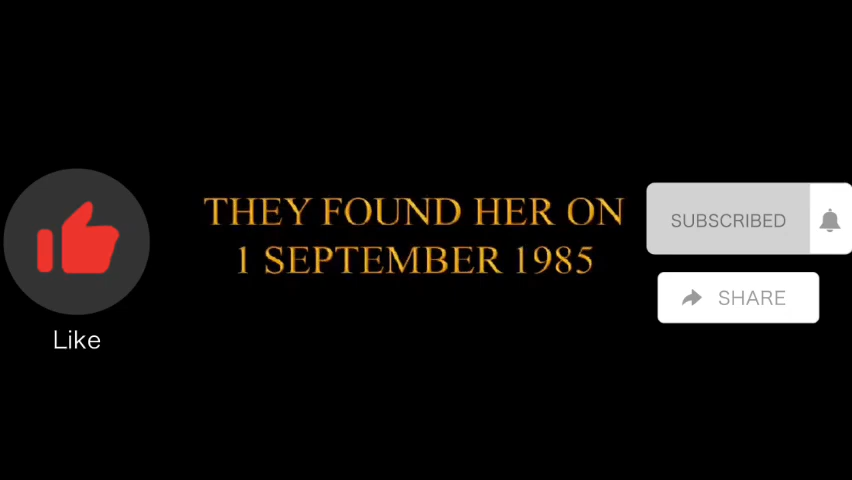 THEY FOUND HER ON
1 SEPTEMBER 1985
SUBSCRIBED
SHARE
Like